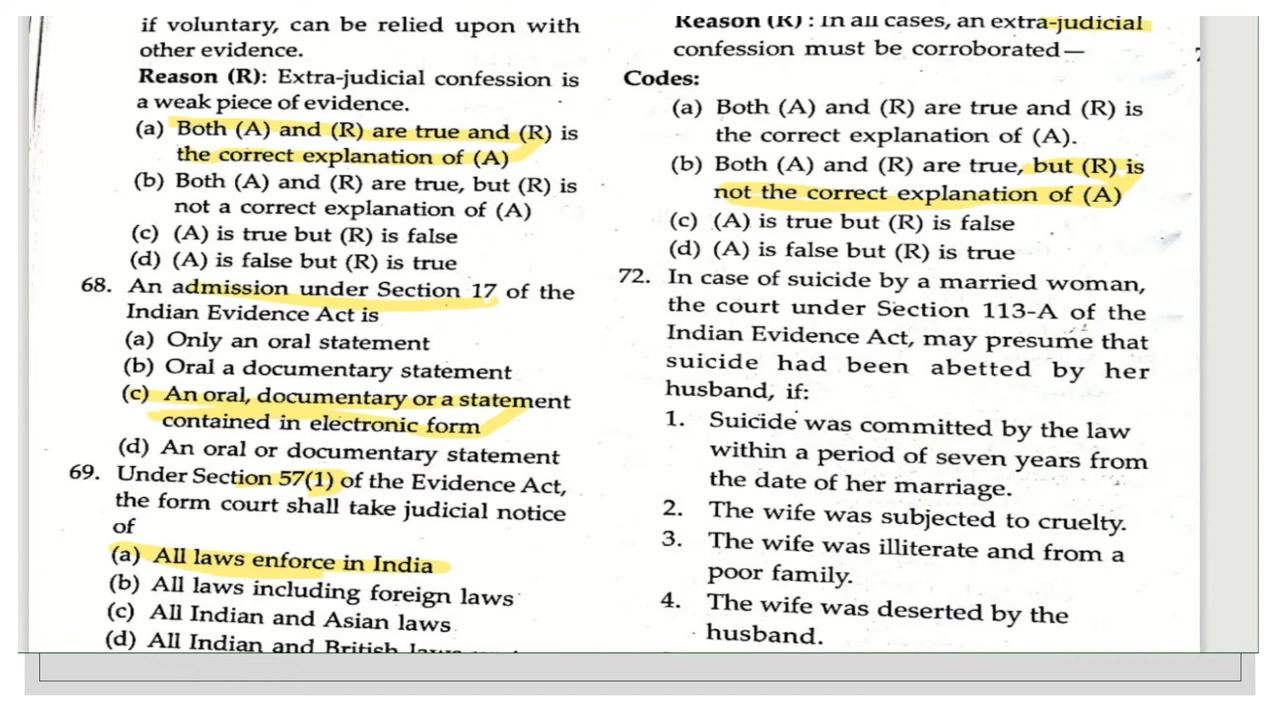 if voluntary, can be relied upon with
other evidence.
Reason (R): Extra-judicial confession is
a weak piece of evidence.
(a) Both (A) and (R) are true and (R) is
the correct explanation of (A)
(b) Both (A) and (R) are true, but (R) is
not a correct explanation of (A)
(c) (A) is true but (R) is false
(d) (A) is false but (R) is true
68. An admission under Section 17 of the
Indian Evidence Act is
(a) Only an oral statement
(b) Oral a documentary statement
(c) An oral, documentary or a statement
contained in electronic form
(d) An oral or documentary statement
69. Under Section 57(1) of the Evidence Act,
the form court shall take judicial notice
of
(a) All laws enforce in India
(b) All laws including foreign laws
(c) All Indian and Asian laws
(d) All Indian and British
Reason (R) : In all cases, an extra-judicial
confession must be corroborated—
Codes:
(a) Both (A) and (R) are true and (R) is
the correct explanation of (A).
(b) Both (A) and (R) are true, but (R) is
not the correct explanation of (A)
(c) (A) is true but (R) is false
(d) (A) is false but (R) is true
72. In case of suicide by a married woman,
the court under Section 113-A of the
Indian Evidence Act, may presume that
suicide had been abetted by her
husband, if:
1. Suicide was committed by the law
within a period of seven years from
the date of her marriage.
2. The wife was subjected to cruelty.
3. The wife was illiterate and from a
poor family.
4. The wife was deserted by the
husband.